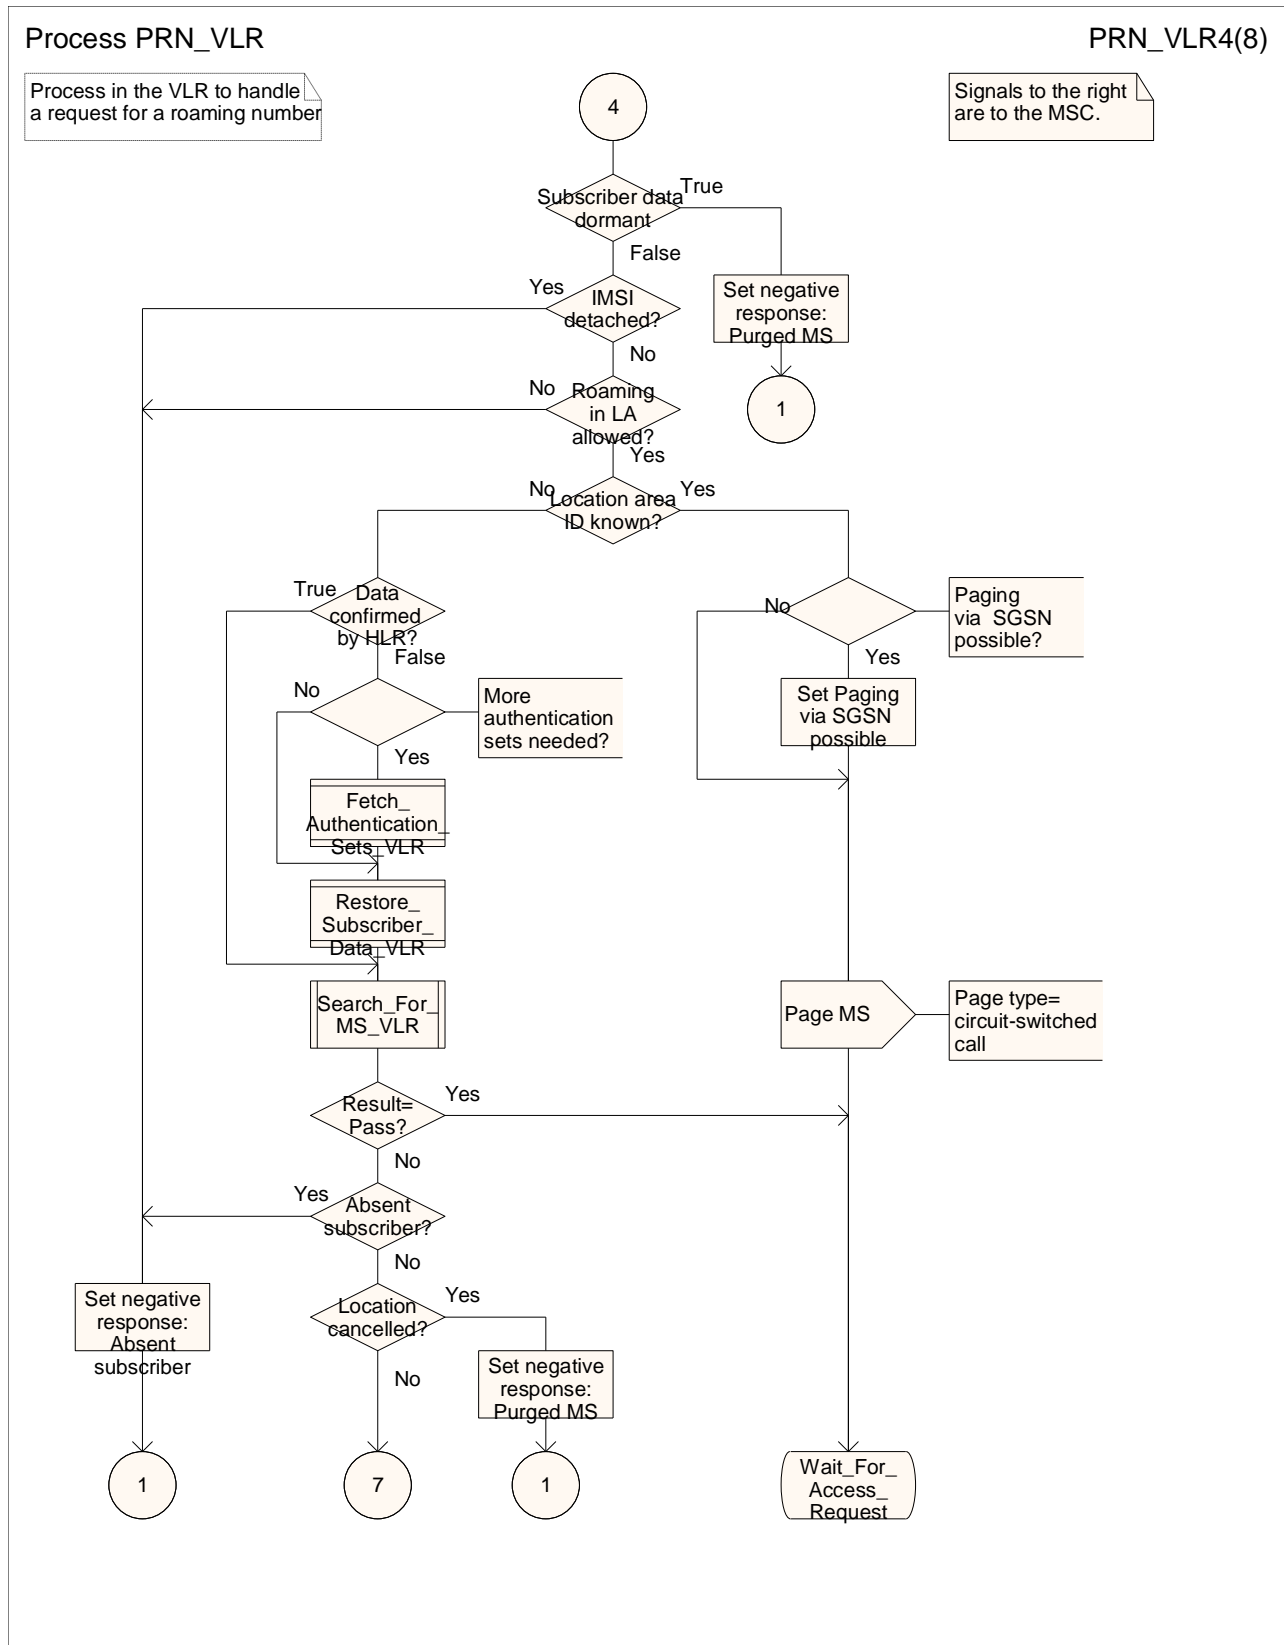 Process PRN_VLR
PRN_VLR4(8)
Process in the VLR to handle
a request for a roaming number
Signals to the right
are to the MSC.
4
Subscriber data
dormant
True
False
IMSI
detached?
Yes
No
Set negative
response:
Purged MS
1
Roaming
in LA
allowed?
No
Yes
Location area
ID known?
No
Yes
Data
confirmed
by HLR?
True
False
No
Paging
via SGSN
possible?
Yes
Set Paging
via SGSN
possible
No
More
authentication
sets needed?
Yes
Fetch_
Authentication_
Sets_VLR
Restore_
Subscriber_
Data_VLR
Search_For_
MS_VLR
Page MS
Page type=
circuit-switched
call
Result=
Pass?
Yes
No
Absent
subscriber?
Yes
No
Location
cancelled?
Yes
No
Set negative
response:
Absent
subscriber
Set negative
response:
Purged MS
1
7
1
Wait_For_
Access_
Request